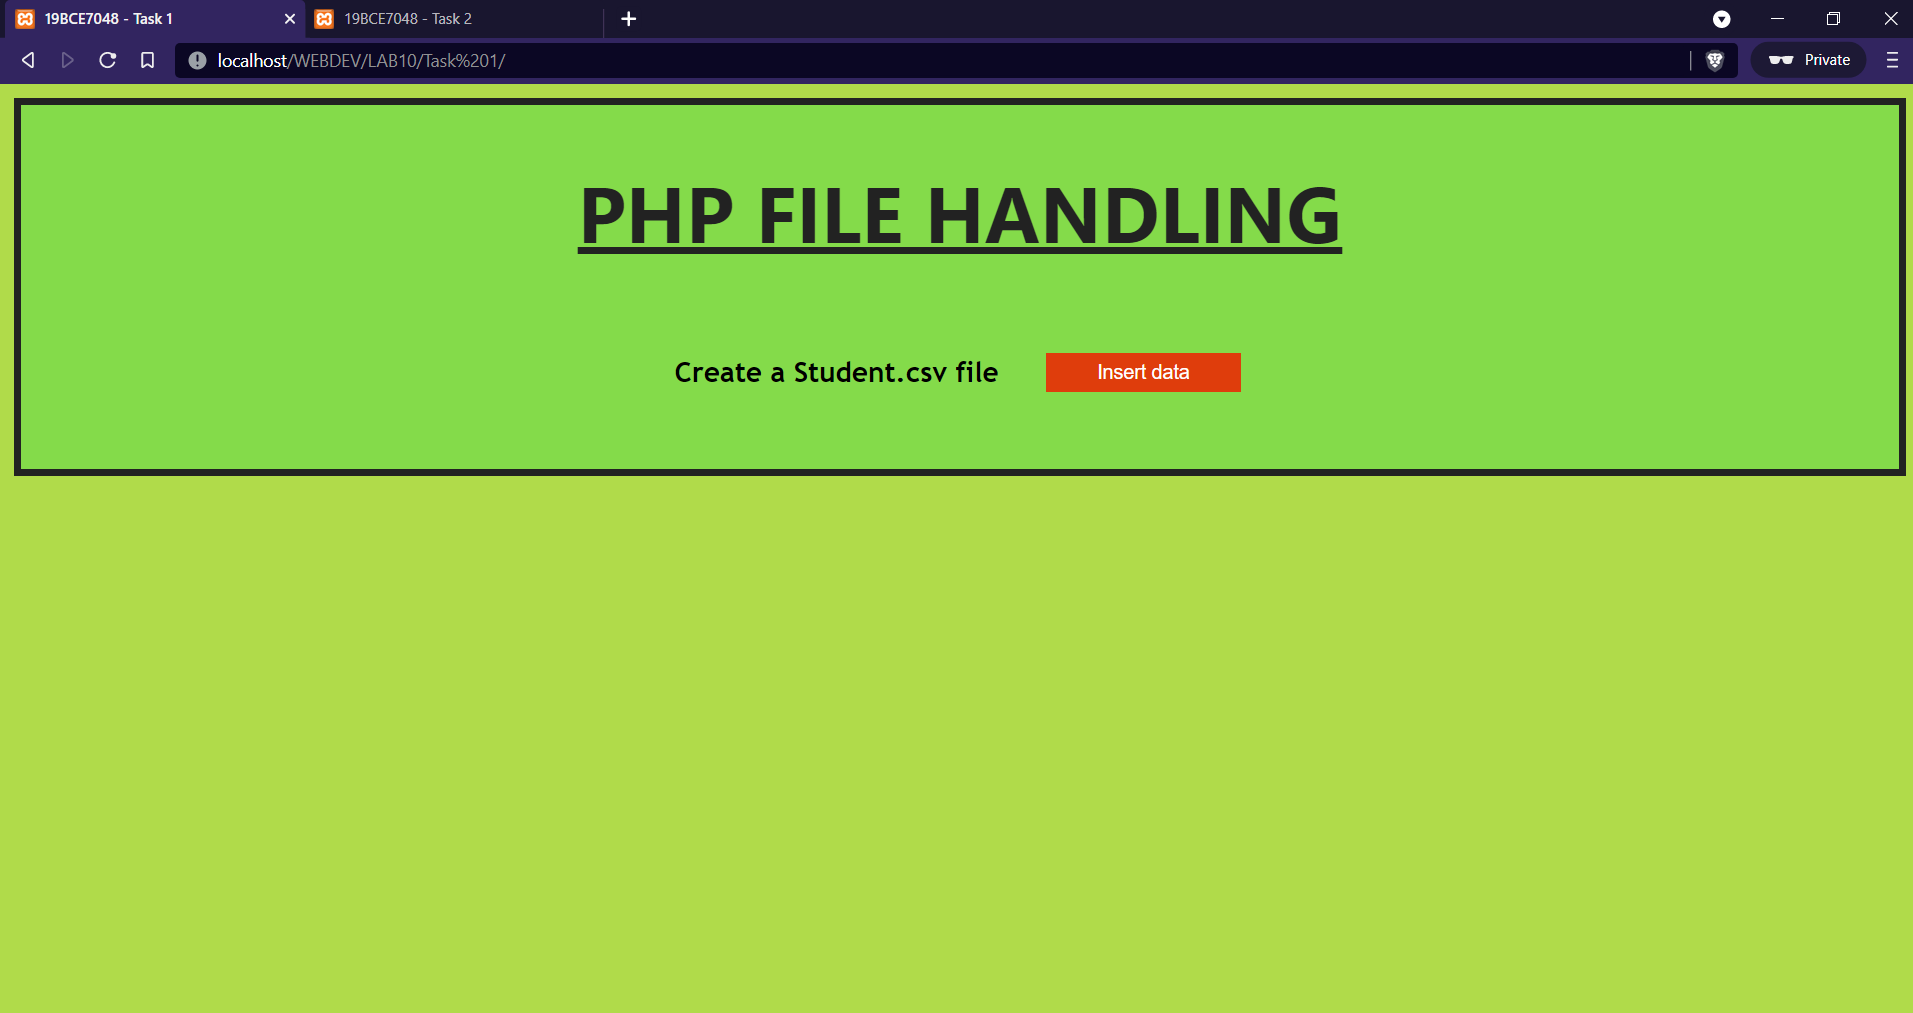 19BCE7048 - Task 1
19BCE7048 - Task 2
localhost/WEBDEV/LAB10/Task%201/
Private
PHP FILE HANDLING
Create a Student.csv file
Insert data